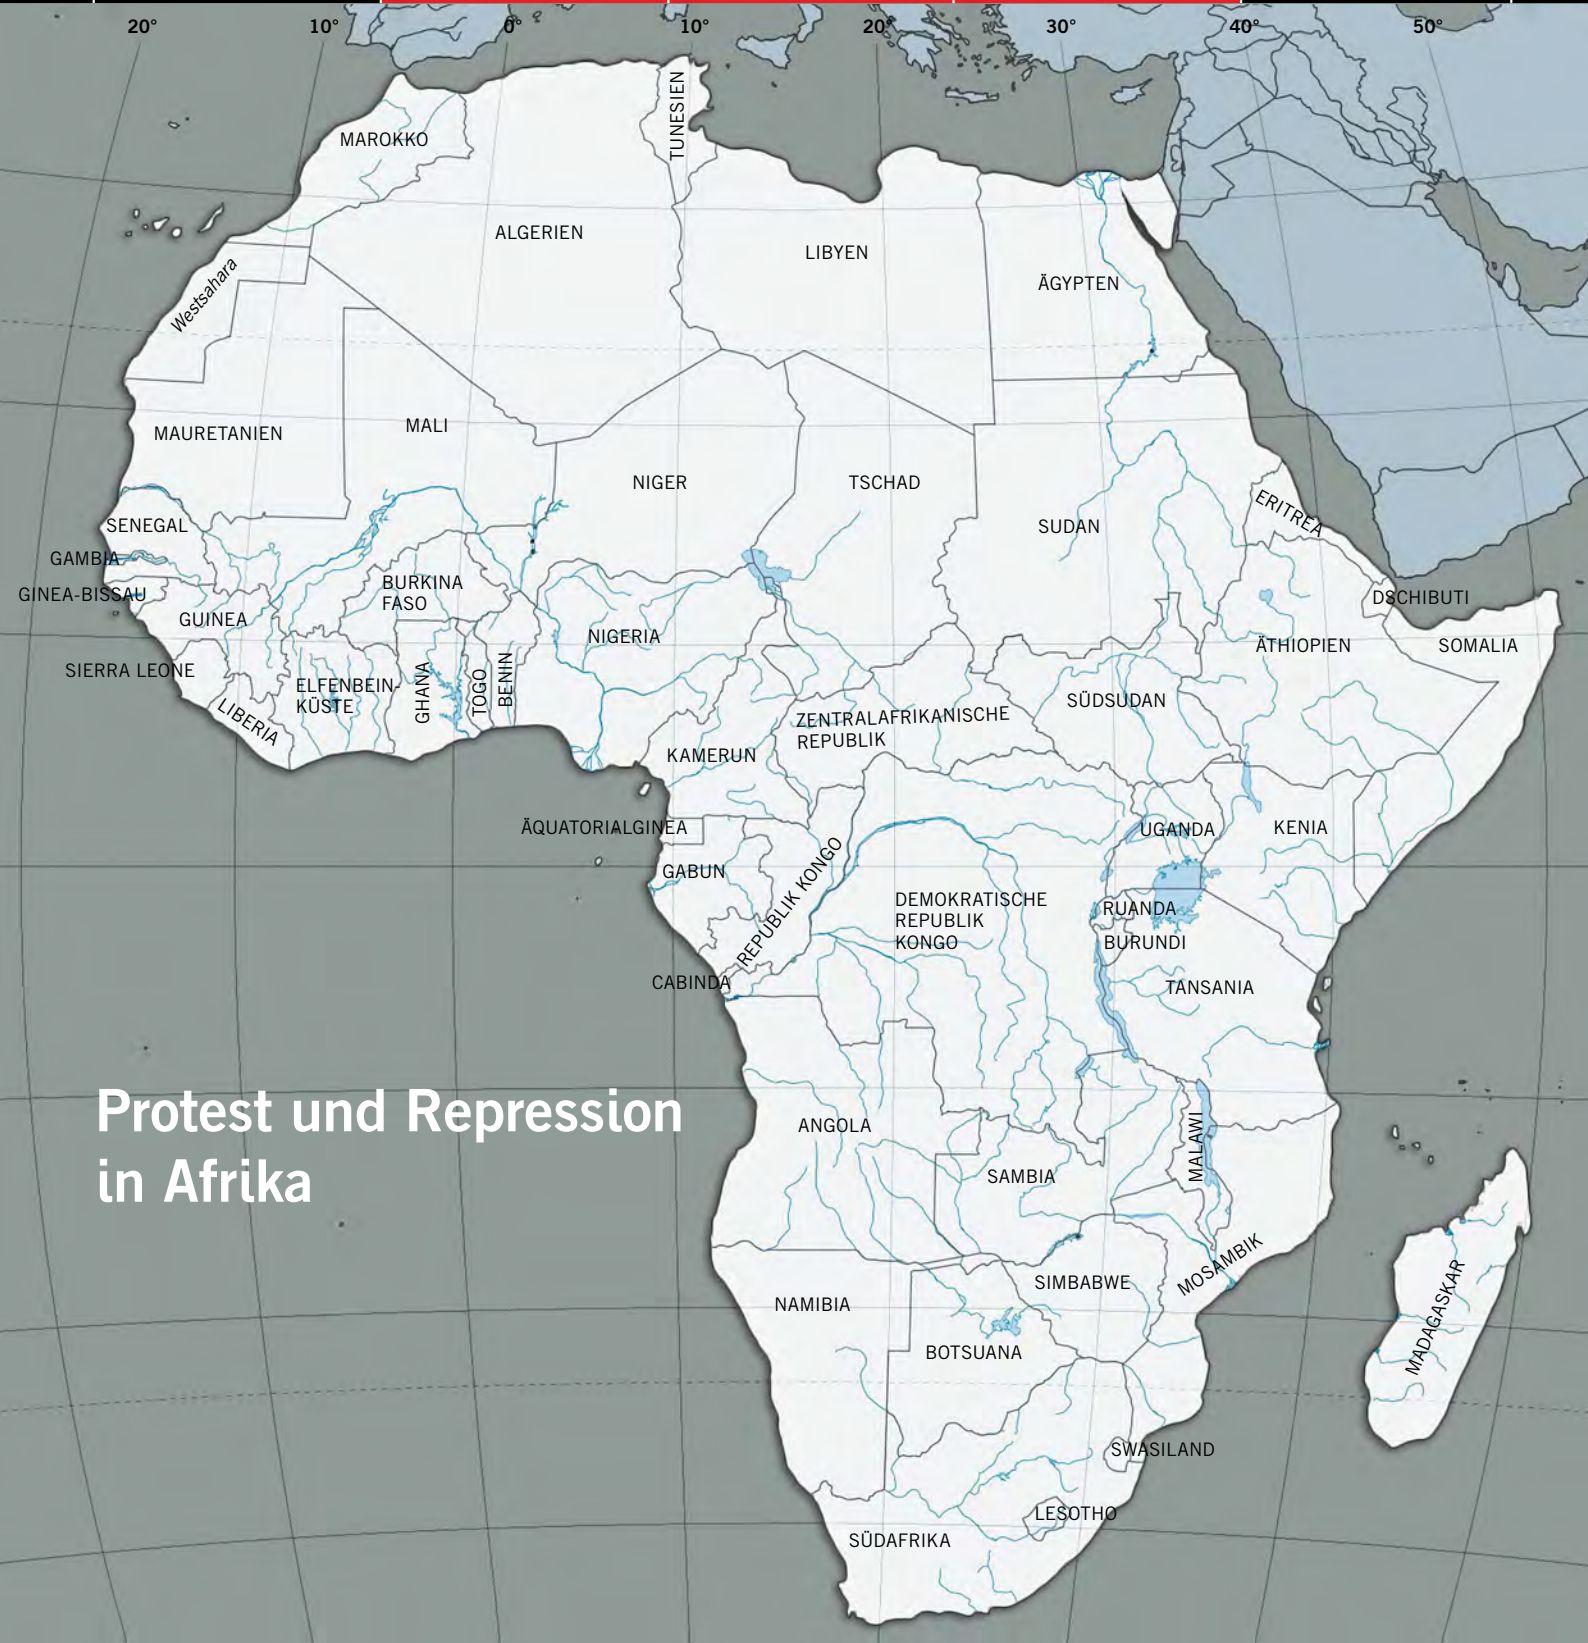 20°
10°
0°
10°
20°
30°
40°
50°
TUNESIEN
MAROKKO
ALGERIEN
LIBYEN
ÄGYPTEN
Westsahara
MAURETANIEN
MALI
NIGER
TSCHAD
SUDAN
ERITREA
SENEGAL
GAMBIA
GINEA-BISSAU
GUINEA
BURKINA
FASO
NIGERIA
DSCHIBUTI
ÄTHIOPIEN
SOMALIA
SIERRA LEONE
LIBERIA
ELFENBEIN-
KÜSTE
GHANA
TOGO
BENIN
SÜDSUDAN
ZENTRALAFRIKANISCHE
REPUBLIK
KAMERUN
ÄQUATORIALGINEA
UGANDA
KENIA
GABUN
REPUBLIK KONGO
DEMOKRATISCHE
REPUBLIK
KONGO
RUANDA
BURUNDI
CABINDA
TANSANIA
Protest und Repression
in Afrika
ANGOLA
SAMBIA
MALAWI
MOSAMBIK
SIMBABWE
NAMIBIA
BOTSUANA
MADAGASKAR
SWASILAND
LESOTHO
SÜDAFRIKA